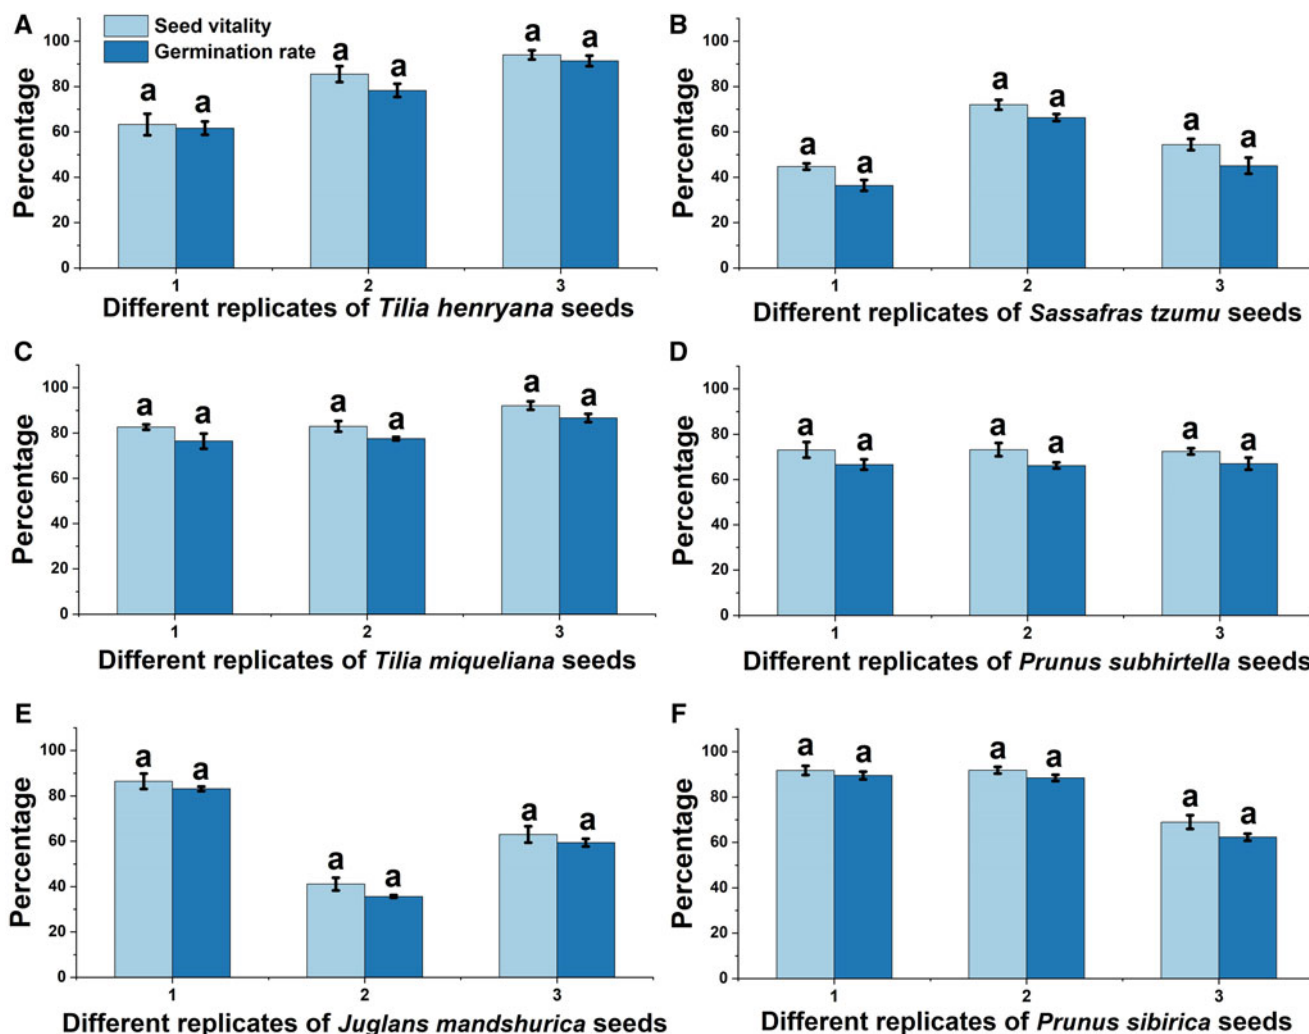 A
Seed vitality
Germination rate
100
80
60
40
20
0
Percentage
a a a a a a
1 2 3
Different replicates of Tilia henryana seeds
B
100
80
60
40
20
0
Percentage
a a a a a a
1 2 3
Different replicates of Sassafras tzumu seeds
C
100
80
60
40
20
0
Percentage
a a a a a a
1 2 3
Different replicates of Tilia miqueliana seeds
D
100
80
60
40
20
0
Percentage
a a a a a a
1 2 3
Different replicates of Prunus subhirtella seeds
E
100
80
60
40
20
0
Percentage
a a a a a a
1 2 3
Different replicates of Juglans mandshurica seeds
F
100
80
60
40
20
0
Percentage
a a a a a a
1 2 3
Different replicates of Prunus sibirica seeds